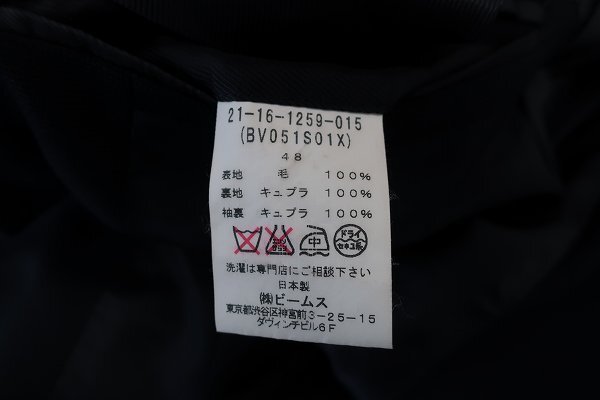 21-16-1259-015
(BV051S01X)
48
表地 毛 100%
裏地 キュプラ 100%
袖裏 キュプラ 100%
中 ドライ セキユ系
洗濯は専門店にご相談下さい
日本製
㈱ビームス
東京都渋谷区神宮前3-25-15
ダヴィンチビル6F